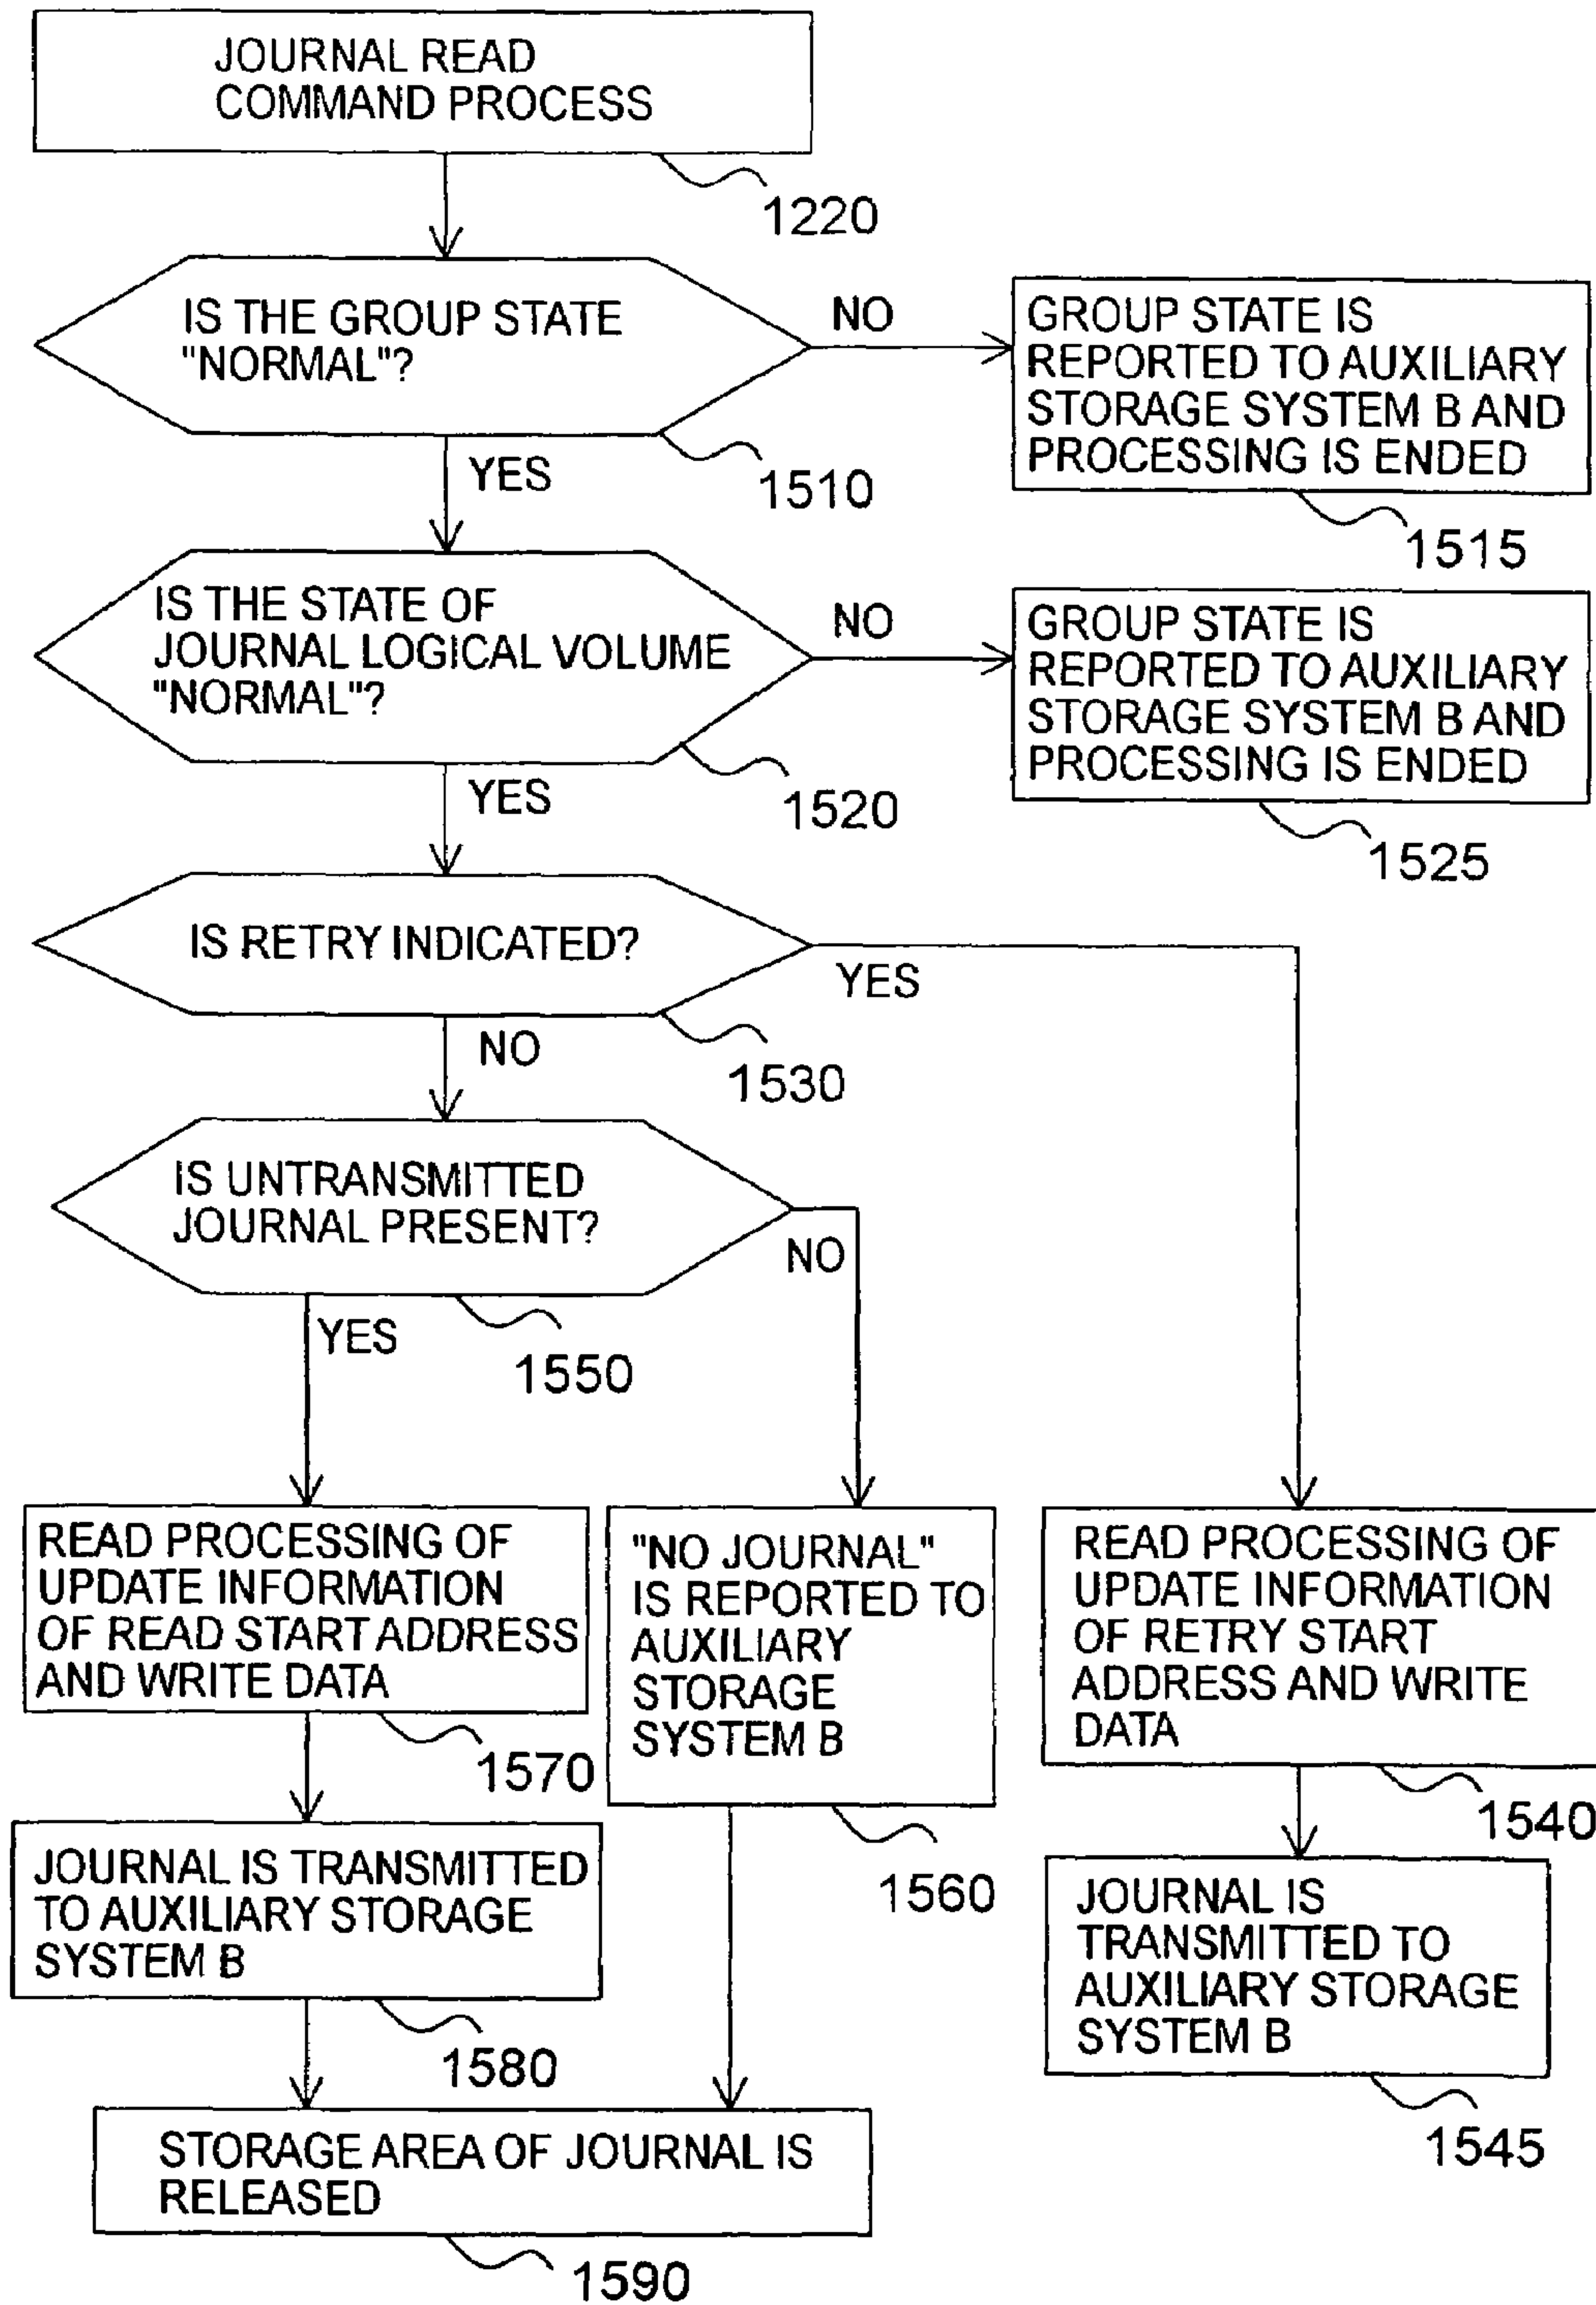 JOURNAL READ
COMMAND PROCESS
1220
IS THE GROUP STATE
"NORMAL"?
NO
YES
1510
GROUP STATE IS
REPORTED TO AUXILIARY
STORAGE SYSTEM B AND
PROCESSING IS ENDED
1515
IS THE STATE OF
JOURNAL LOGICAL VOLUME
"NORMAL"?
NO
YES
1520
GROUP STATE IS
REPORTED TO AUXILIARY
STORAGE SYSTEM B AND
PROCESSING IS ENDED
1525
IS RETRY INDICATED?
YES
NO
1530
IS UNTRANSMITTED
JOURNAL PRESENT?
NO
YES
1550
READ PROCESSING OF
UPDATE INFORMATION
OF READ START ADDRESS
AND WRITE DATA
1570
"NO JOURNAL"
IS REPORTED TO
AUXILIARY
STORAGE
SYSTEM B
1560
READ PROCESSING OF
UPDATE INFORMATION
OF RETRY START
ADDRESS AND WRITE
DATA
1540
JOURNAL IS TRANSMITTED
TO AUXILIARY STORAGE
SYSTEM B
1580
JOURNAL IS
TRANSMITTED TO
AUXILIARY STORAGE
SYSTEM B
1545
STORAGE AREA OF JOURNAL IS
RELEASED
1590